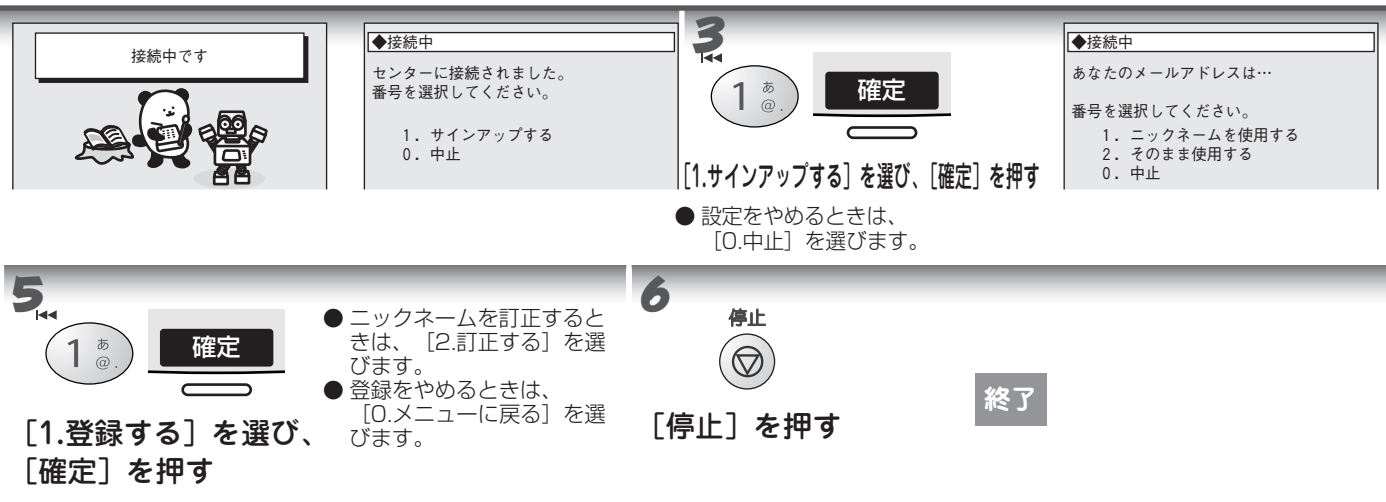 接続中です
◆接続中
センターに接続されました。
番号を選択してください。
1. サインアップする
0. 中止
3
1 あ
@.
確定
[1.サインアップする] を選び、[確定] を押す
● 設定をやめるときは、
[0.中止] を選びます。
◆接続中
あなたのメールアドレスは…
番号を選択してください。
1. ニックネームを使用する
2. そのまま使用する
0. 中止
5
1 あ
@.
確定
[1.登録する] を選び、
[確定] を押す
● ニックネームを訂正すると
きは、[2.訂正する] を選
びます。
● 登録をやめるときは、
[0.メニューに戻る] を選
びます。
6
停止
[停止] を押す
終了